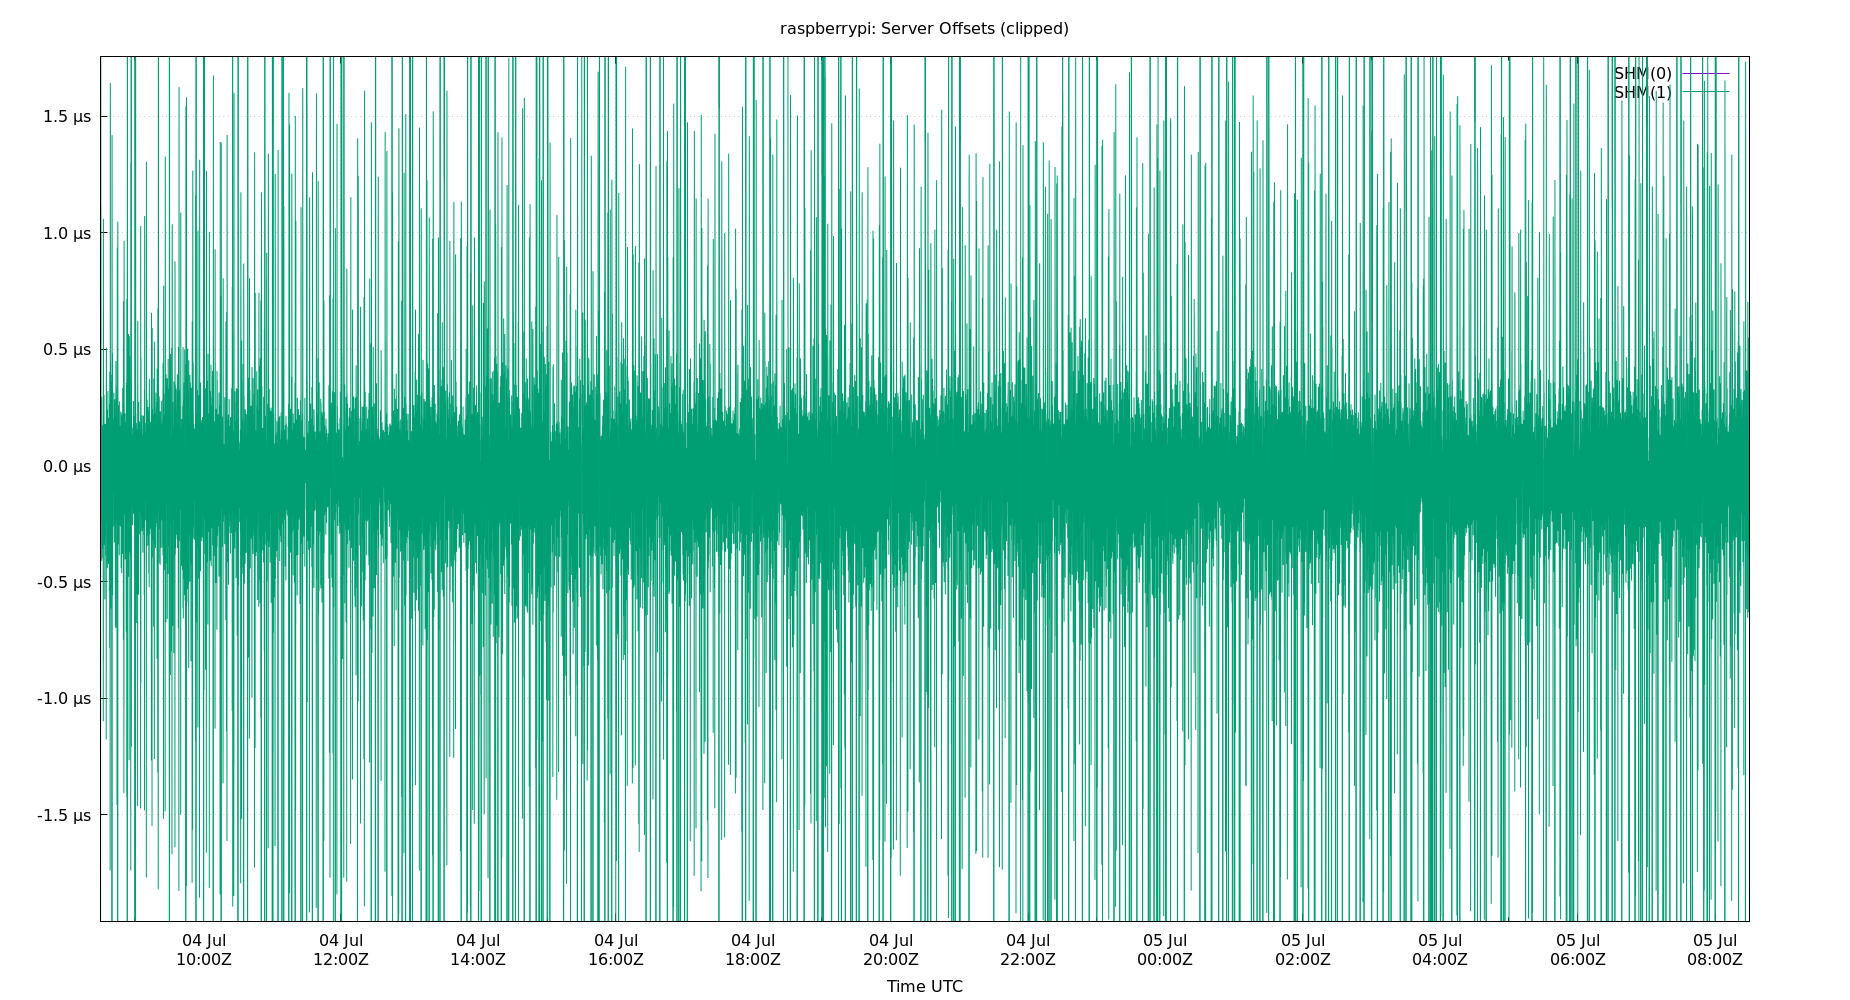 raspberrypi: Server Offsets (clipped)
SHM(0)
SHM(1)
1.5 µs
1.0 µs
0.5 µs
0.0 µs
-0.5 µs
-1.0 µs
-1.5 µs
04 Jul 04 Jul 04 Jul 04 Jul 04 Jul 04 Jul 04 Jul 05 Jul 05 Jul 05 Jul 05 Jul 05 Jul
10:00Z 12:00Z 14:00Z 16:00Z 18:00Z 20:00Z 22:00Z 00:00Z 02:00Z 04:00Z 06:00Z 08:00Z
Time UTC